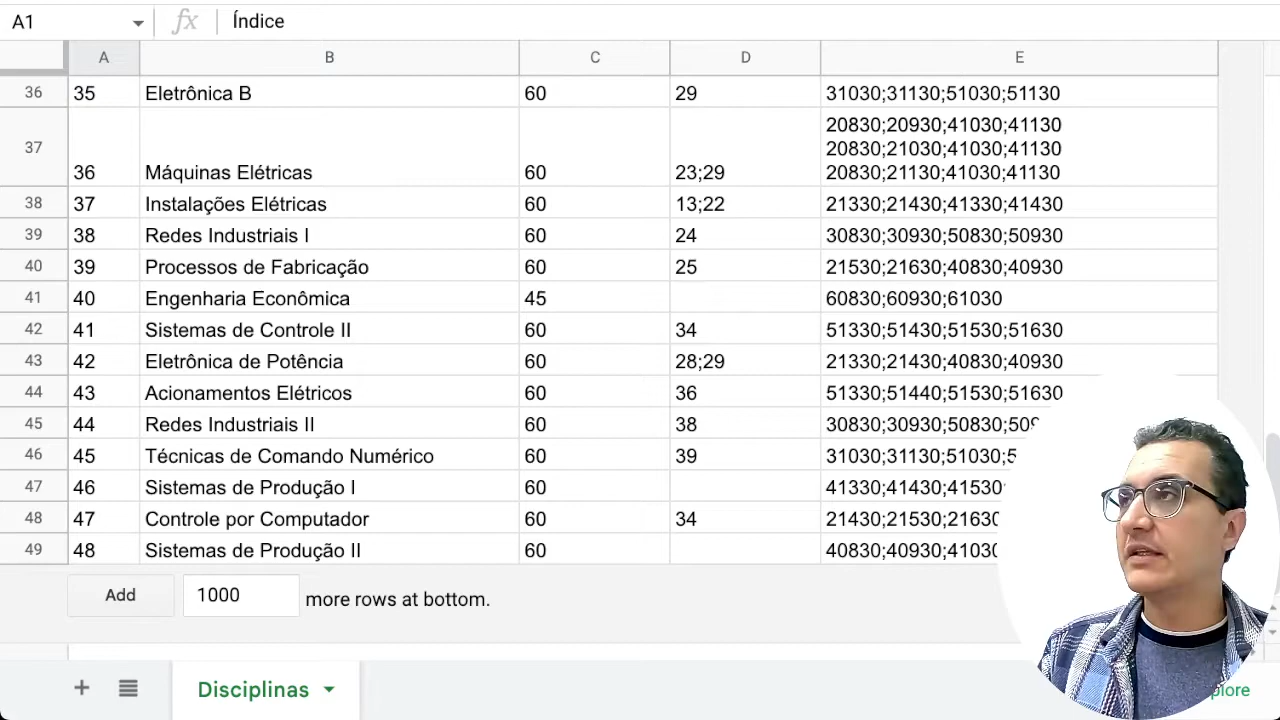 A1 fx Índice
A B C D E
36 35 Eletrônica B 60 29 31030;31130;51030;51130
20830;20930;41030;41130
20830;21030;41030;41130
37 36 Máquinas Elétricas 60 23;29 20830;21130;41030;41130
38 37 Instalações Elétricas 60 13;22 21330;21430;41330;41430
39 38 Redes Industriais I 60 24 30830;30930;50830;50930
40 39 Processos de Fabricação 60 25 21530;21630;40830;40930
41 40 Engenharia Econômica 45 60830;60930;61030
42 41 Sistemas de Controle II 60 34 51330;51430;51530;51630
43 42 Eletrônica de Potência 60 28;29 21330;21430;40830;40930
44 43 Acionamentos Elétricos 60 36 51330;51440;51530;51630
45 44 Redes Industriais II 60 38 30830;30930;50830;509
46 45 Técnicas de Comando Numérico 60 39 31030;31130;51030;5
47 46 Sistemas de Produção I 60 41330;41430;41530
48 47 Controle por Computador 60 34 21430;21530;21630
49 48 Sistemas de Produção II 60 40830;40930;41030
Add 1000 more rows at bottom.
+ Disciplinas plore